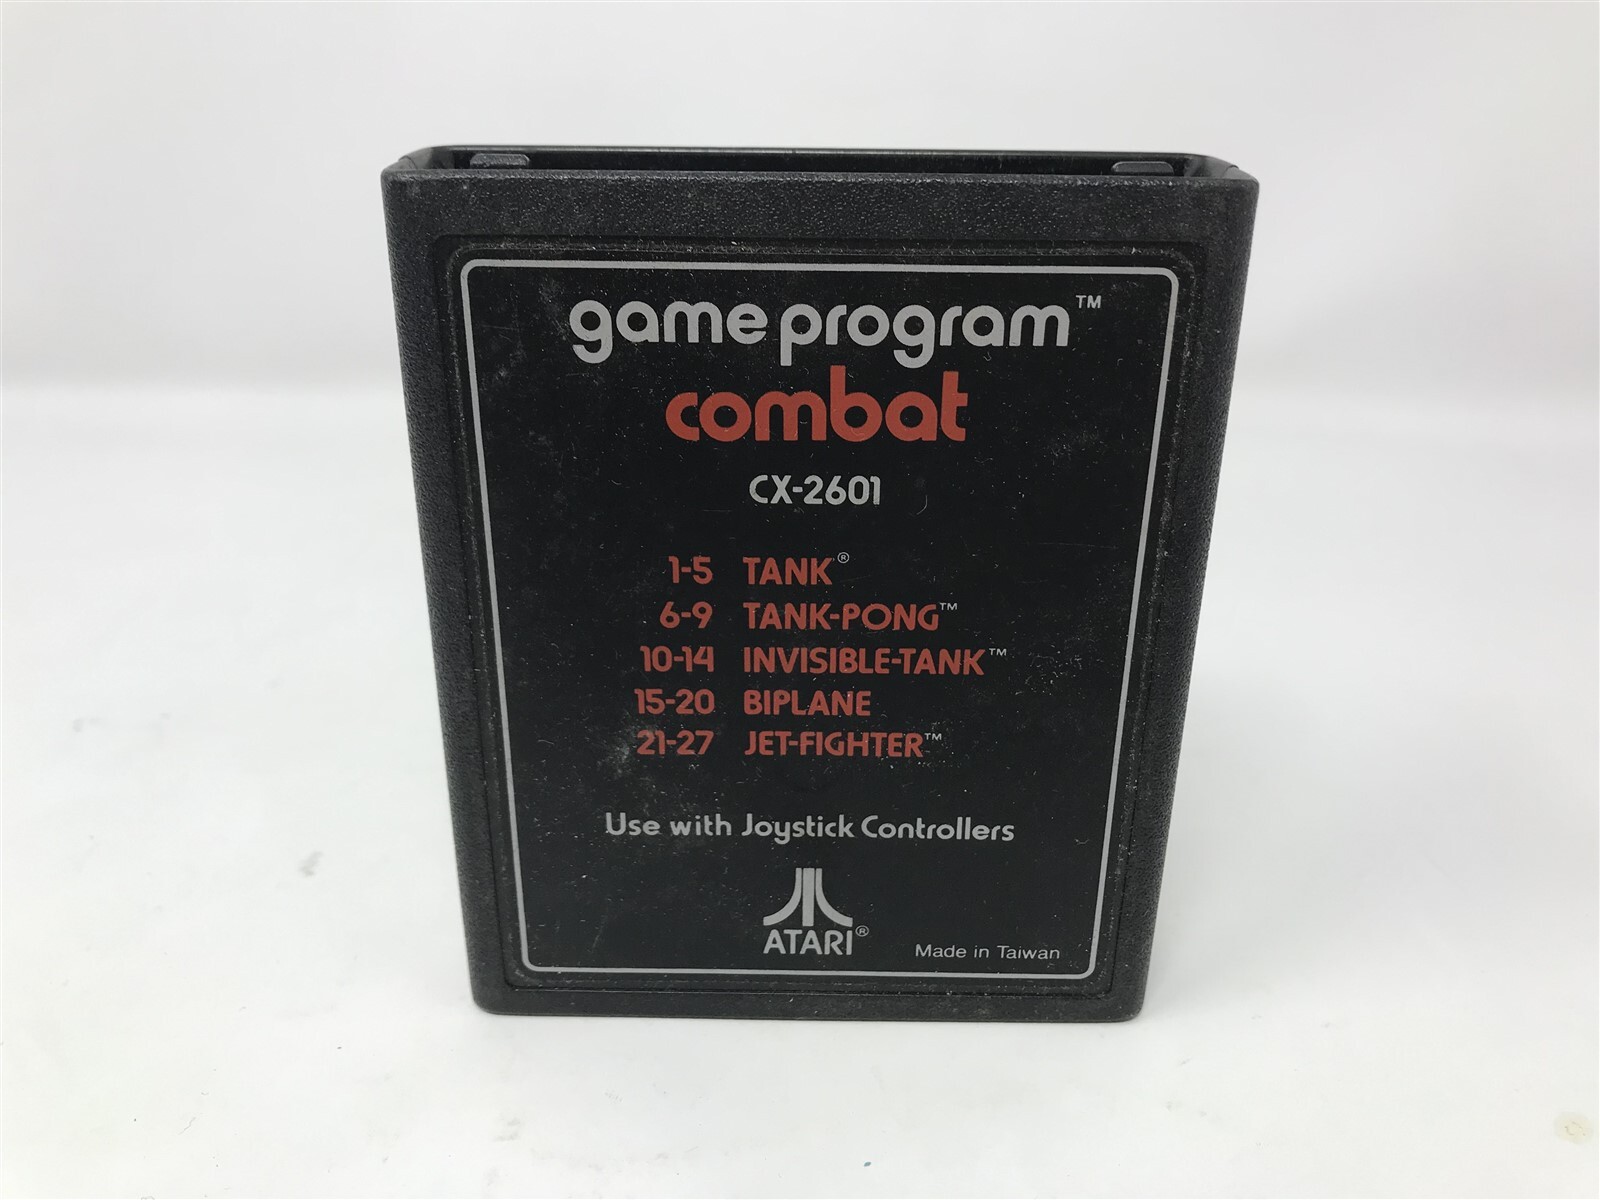 game program™
combat
CX-2601
1-5 TANK®
6-9 TANK-PONG™
10-14 INVISIBLE-TANK™
15-20 BIPLANE
21-27 JET-FIGHTER™
Use with Joystick Controllers
ATARI®
Made in Taiwan